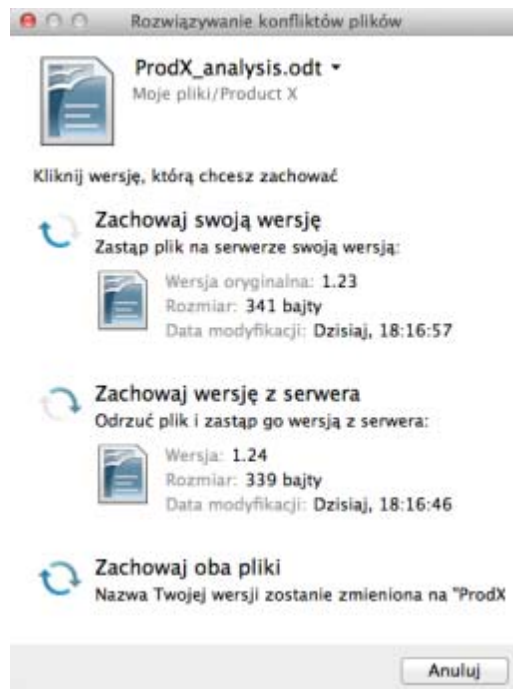 Rozwiązywanie konfliktów plików
ProdX_analysis.odt
Moje pliki/Product X
Kliknij wersję, którą chcesz zachować
Zachowaj swoją wersję
Zastąp plik na serwerze swoją wersją:
Wersja oryginalna: 1.23
Rozmiar: 341 bajty
Data modyfikacji: Dzisiaj, 18:16:57
Zachowaj wersję z serwera
Odrzuć plik i zastąp go wersją z serwera:
Wersja: 1.24
Rozmiar: 339 bajty
Data modyfikacji: Dzisiaj, 18:16:46
Zachowaj oba pliki
Nazwa Twojej wersji zostanie zmieniona na "ProdX
Anuluj